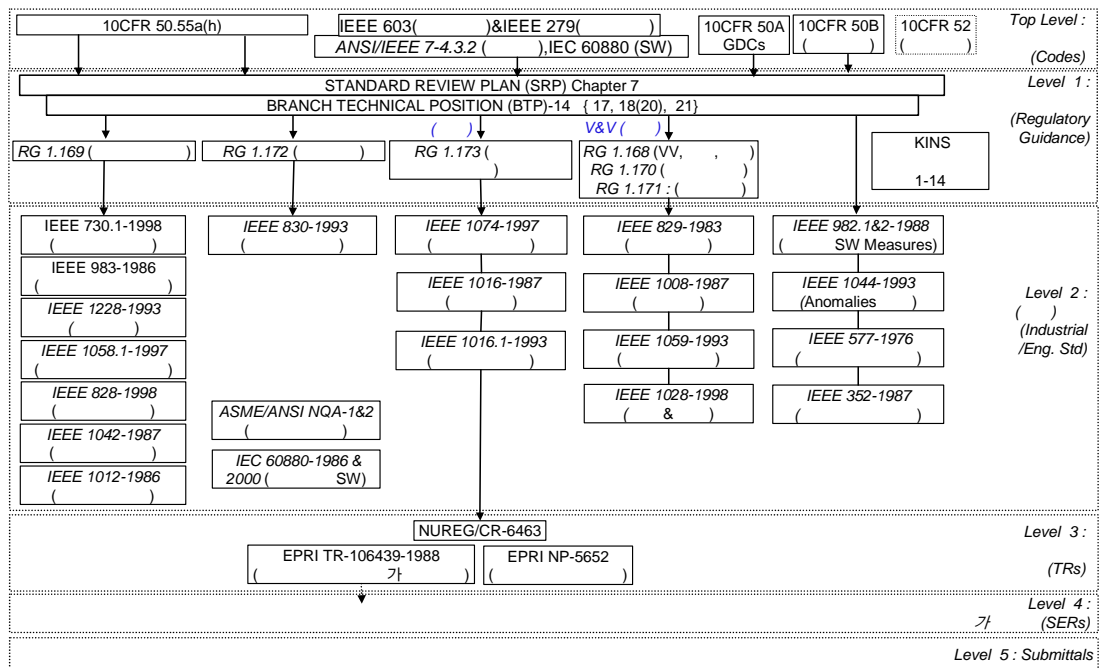 10CFR 50.55a(h)
IEEE 603( )&IEEE 279( )
ANSI/IEEE 7-4.3.2 ( ),IEC 60880 (SW)
10CFR 50A
GDCs
10CFR 50B
( )
10CFR 52
( )
Top Level :
(Codes)
STANDARD REVIEW PLAN (SRP) Chapter 7
BRANCH TECHNICAL POSITION (BTP)-14 { 17, 18(20), 21}
Level 1 :
(Regulatory
Guidance)
( )
V&V ( )
RG 1.169 ( )
RG 1.172 ( )
RG 1.173 (
)
RG 1.168 (VV, , )
RG 1.170 ( )
RG 1.171 : ( )
KINS
1-14
IEEE 730.1-1998
( )
IEEE 983-1986
( )
IEEE 1228-1993
( )
IEEE 1058.1-1997
( )
IEEE 828-1998
( )
IEEE 1042-1987
( )
IEEE 1012-1986
( )
IEEE 830-1993
( )
ASME/ANSI NQA-1&2
( )
IEC 60880-1986 &
2000 ( SW)
IEEE 1074-1997
( )
IEEE 1016-1987
( )
IEEE 1016.1-1993
( )
IEEE 829-1983
( )
IEEE 1008-1987
( )
IEEE 1059-1993
( )
IEEE 1028-1998
( & )
IEEE 982.1&2-1988
( SW Measures)
IEEE 1044-1993
(Anomalies )
IEEE 577-1976
( )
IEEE 352-1987
( )
Level 2 :
( )
(Industrial
/Eng. Std)
NUREG/CR-6463
EPRI TR-106439-1988
( 가 )
EPRI NP-5652
( )
Level 3 :
(TRs)
Level 4 :
가 (SERs)
Level 5 : Submittals